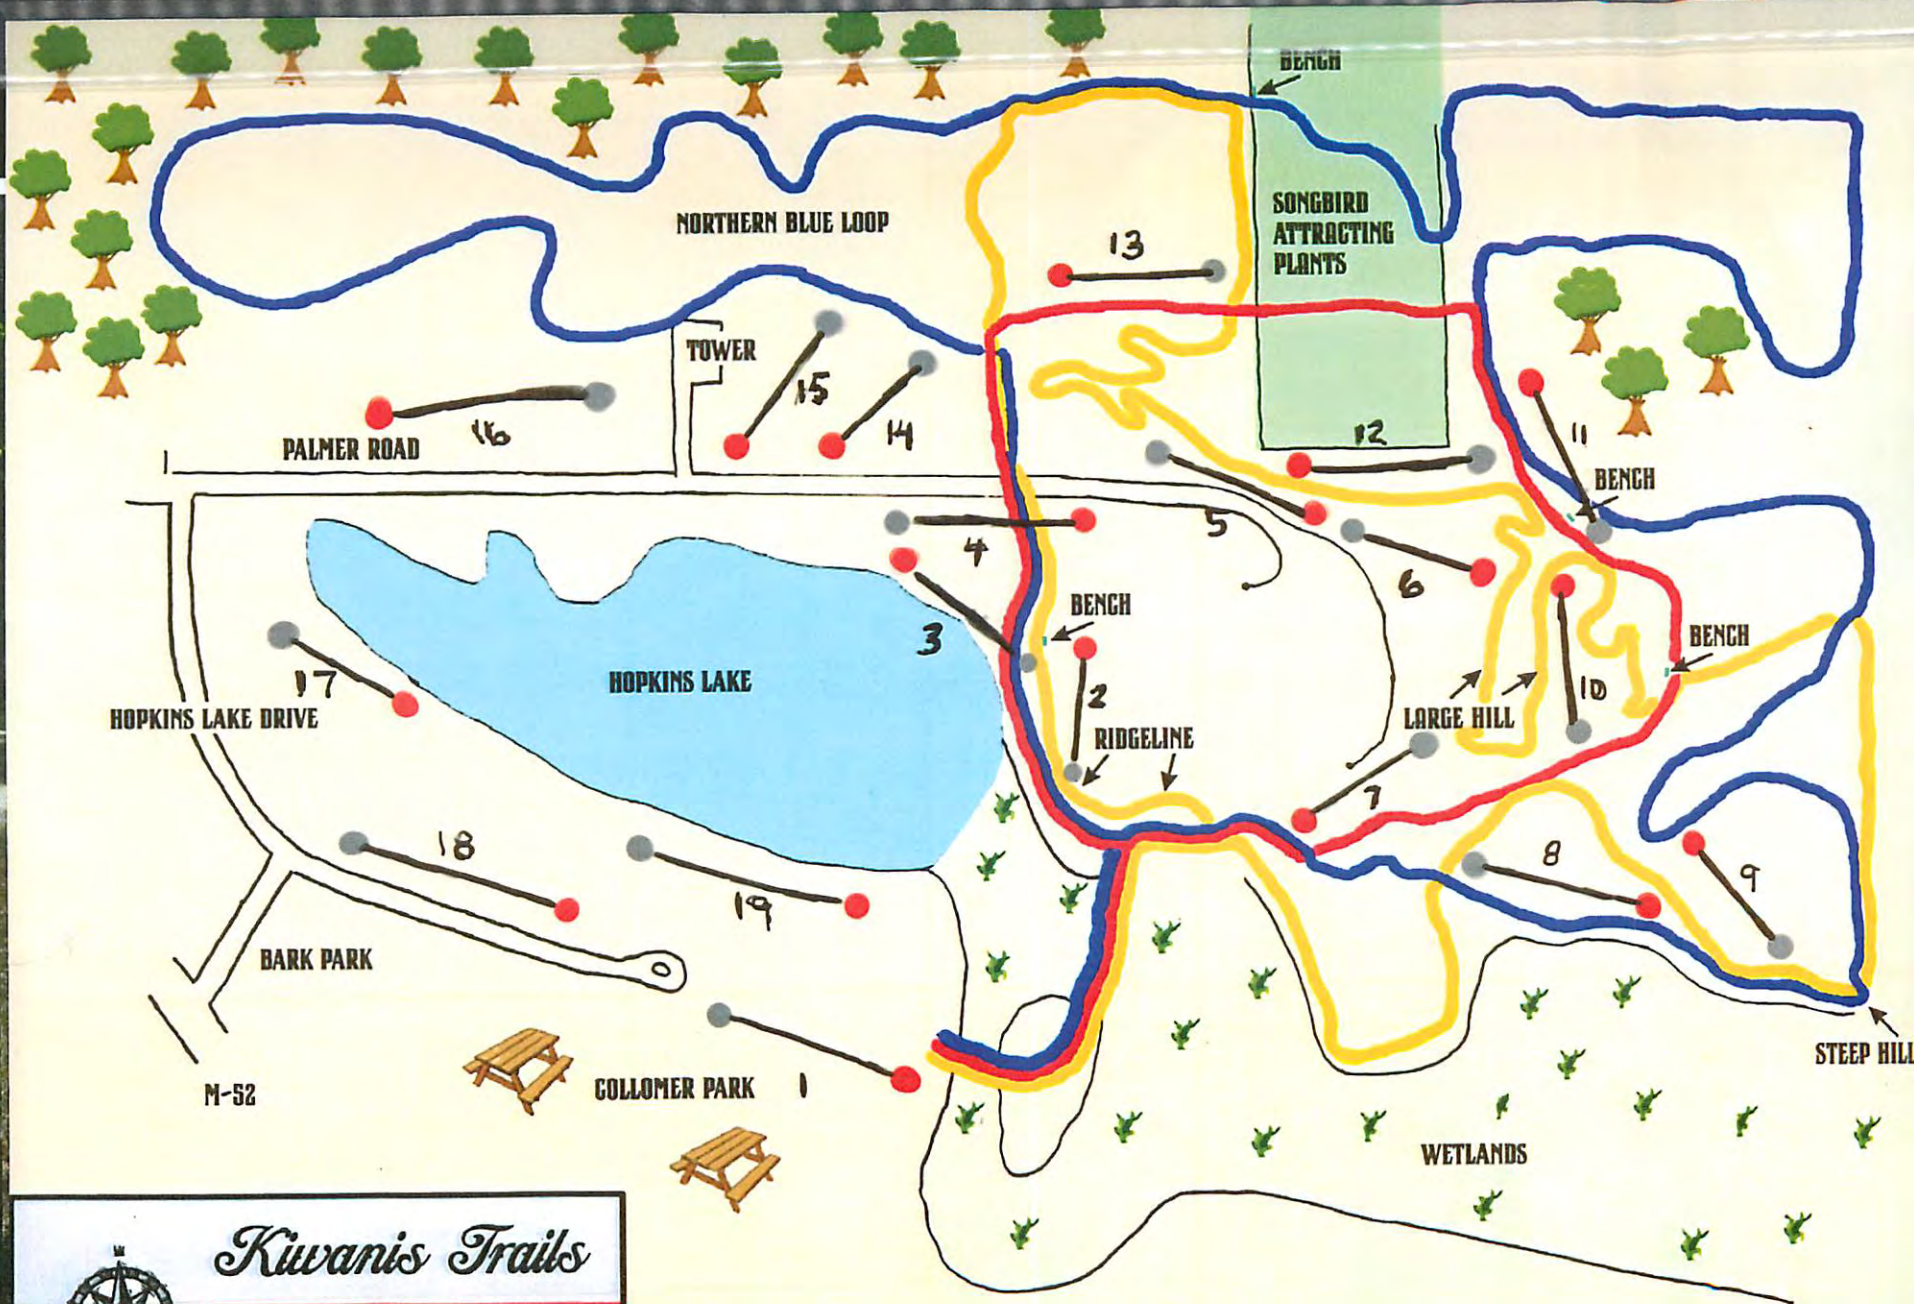 BENCH
SONGBIRD
ATTRACTING
PLANTS
NORTHERN BLUE LOOP
13
TOWER
15
14
16
PALMER ROAD
12
11
BENCH
5
4
6
3
BENCH
BENCH
HOPKINS LAKE
17
2
10
HOPKINS LAKE DRIVE
LARGE HILL
RIDGELINE
7
18
8
9
19
BARK PARK
STEEP HILL
M-52
COLLOMER PARK
1
WETLANDS
Kiwanis Trails